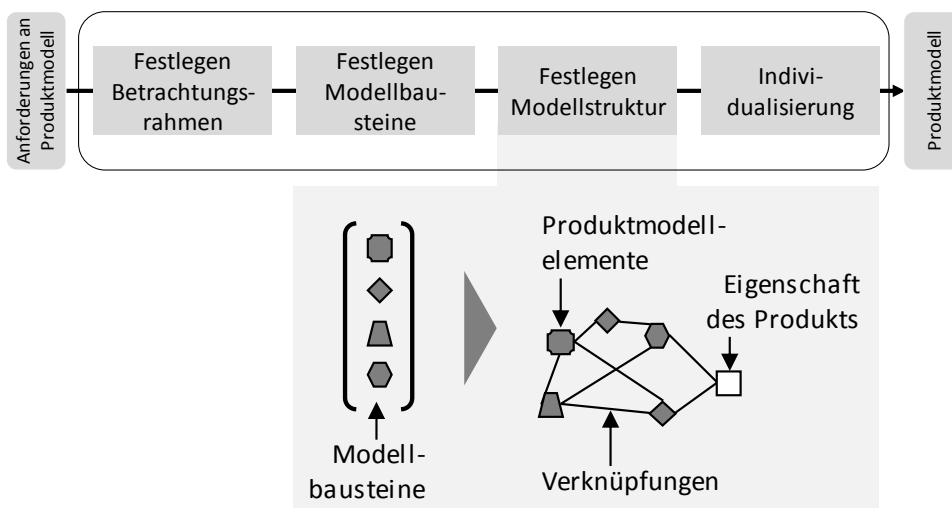 Anforderungen an
Produktmodell
Festlegen
Betrachtungs-
rahmen
Festlegen
Modellbau-
steine
Festlegen
Modellstruktur
Indivi-
dualisierung
Produktmodell
Produktmodell-
elemente
Eigenschaft
des Produkts
Modell-
bausteine
Verknüpfungen